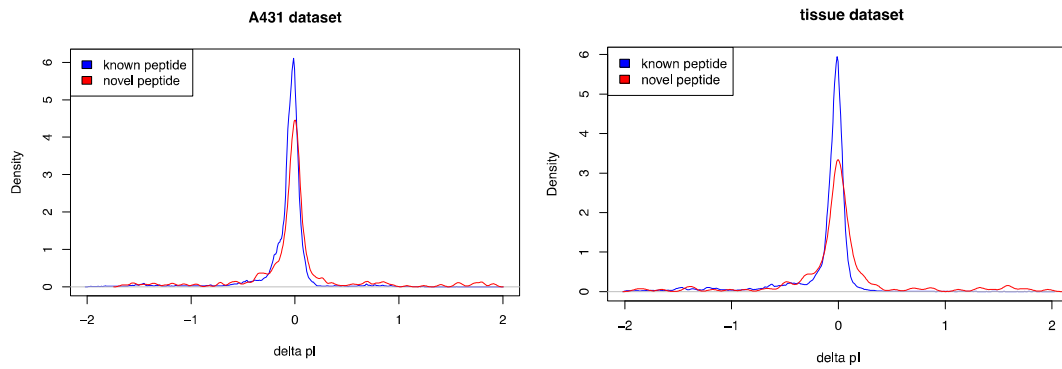 A431 dataset
known peptide
novel peptide
Density
0 1 2 3 4 5 6
−2 −1 0 1 2
delta pI
tissue dataset
known peptide
novel peptide
Density
0 1 2 3 4 5 6
−2 −1 0 1 2
delta pI